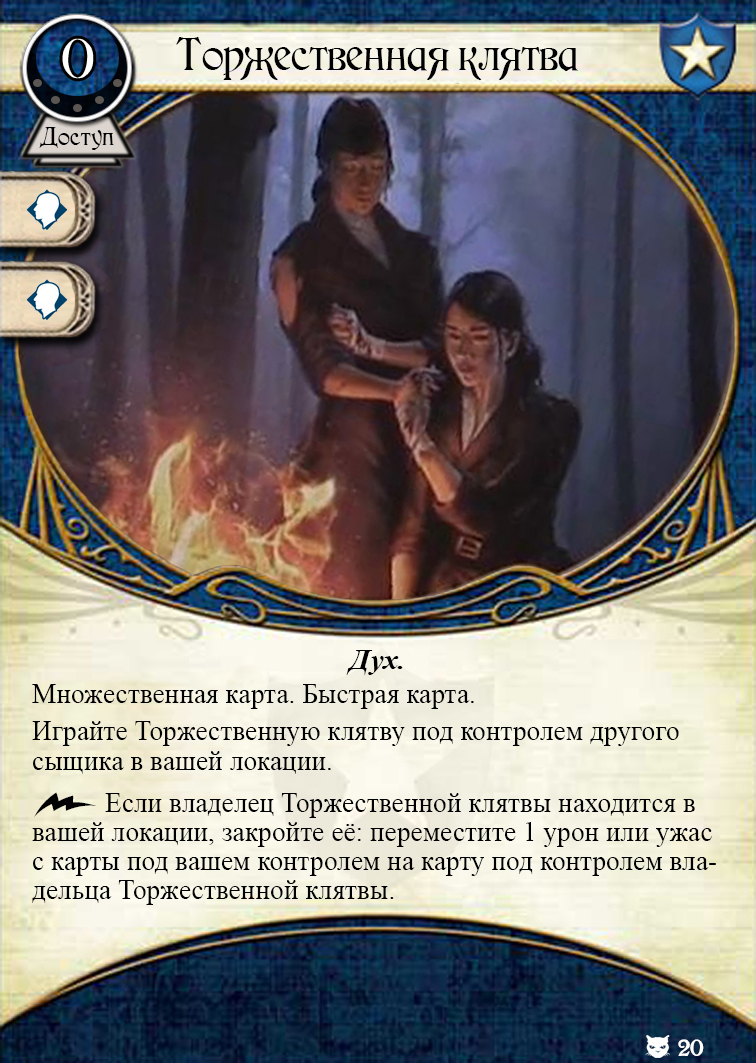 0
Торжественная клятва
Доступ
Дух.
Множественная карта. Быстрая карта.
Играйте Торжественную клятву под контролем другого
сыщика в вашей локации.
Если владелец Торжественной клятвы находится в
вашей локации, закройте её: переместите 1 урон или ужас
с карты под вашем контролем на карту под контролем вла-
дельца Торжественной клятвы.
20